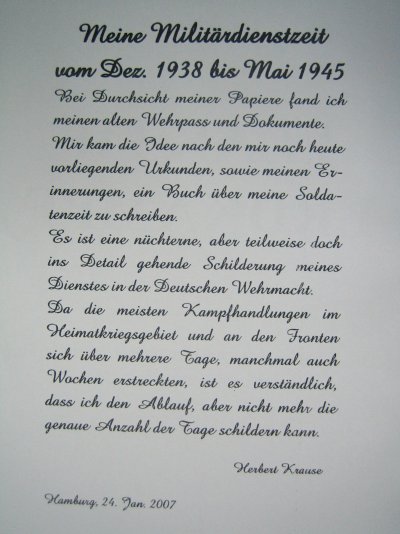 Meine Militärdienstzeit
vom Dez. 1938 bis Mai 1945
Bei Durchsicht meiner Papiere fand ich
meinen alten Wehrpass und Dokumente.
Mir kam die Idee nach den mir noch heute
vorliegenden Urkunden, sowie meinen Er-
innerungen, ein Buch über meine Solda-
tenzeit zu schreiben.
Es ist eine nüchterne, aber teilweise doch
ins Detail gehende Schilderung meines
Dienstes in der Deutschen Wehrmacht.
Da die meisten Kampfhandlungen im
Heimatkriegsgebiet und an den Fronten
sich über mehrere Tage, manchmal auch
Wochen erstreckten, ist es verständlich,
dass ich den Ablauf, aber nicht mehr die
genaue Anzahl der Tage schildern kann.
Herbert Krause
Hamburg, 24. Jan. 2007